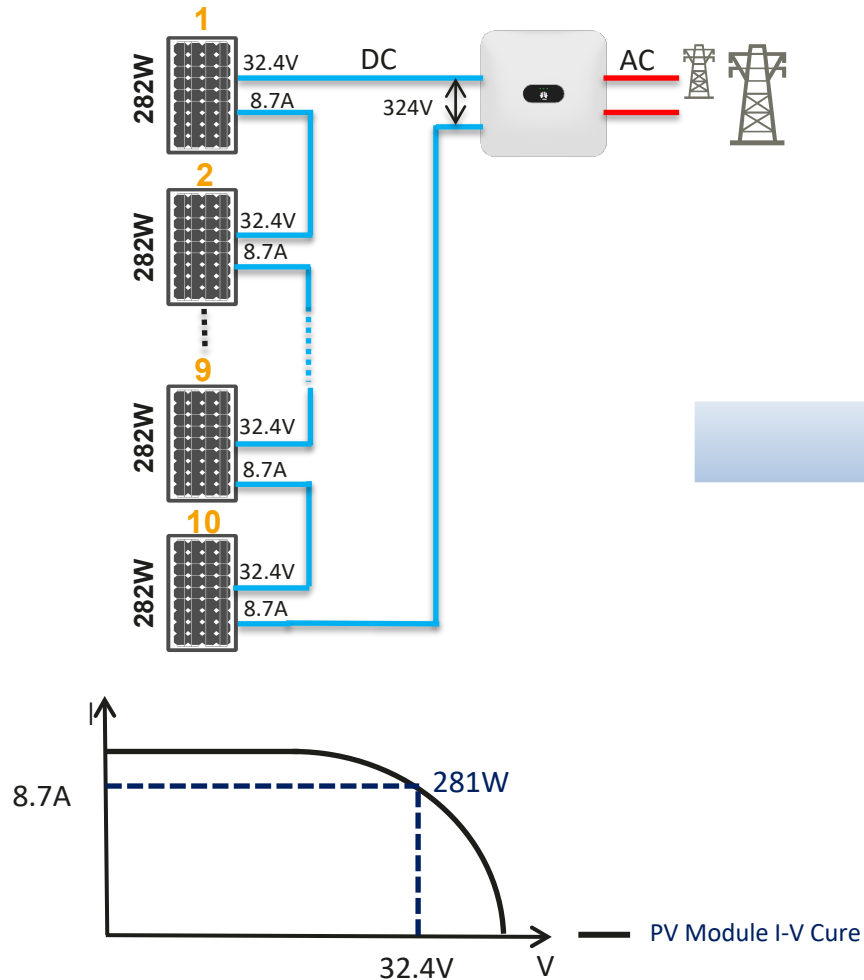 1
282W
32.4V
8.7A
DC
324V
AC
2
282W
32.4V
8.7A
9
282W
32.4V
8.7A
10
282W
32.4V
8.7A
I
8.7A
281W
32.4V
V
PV Module I-V Cure